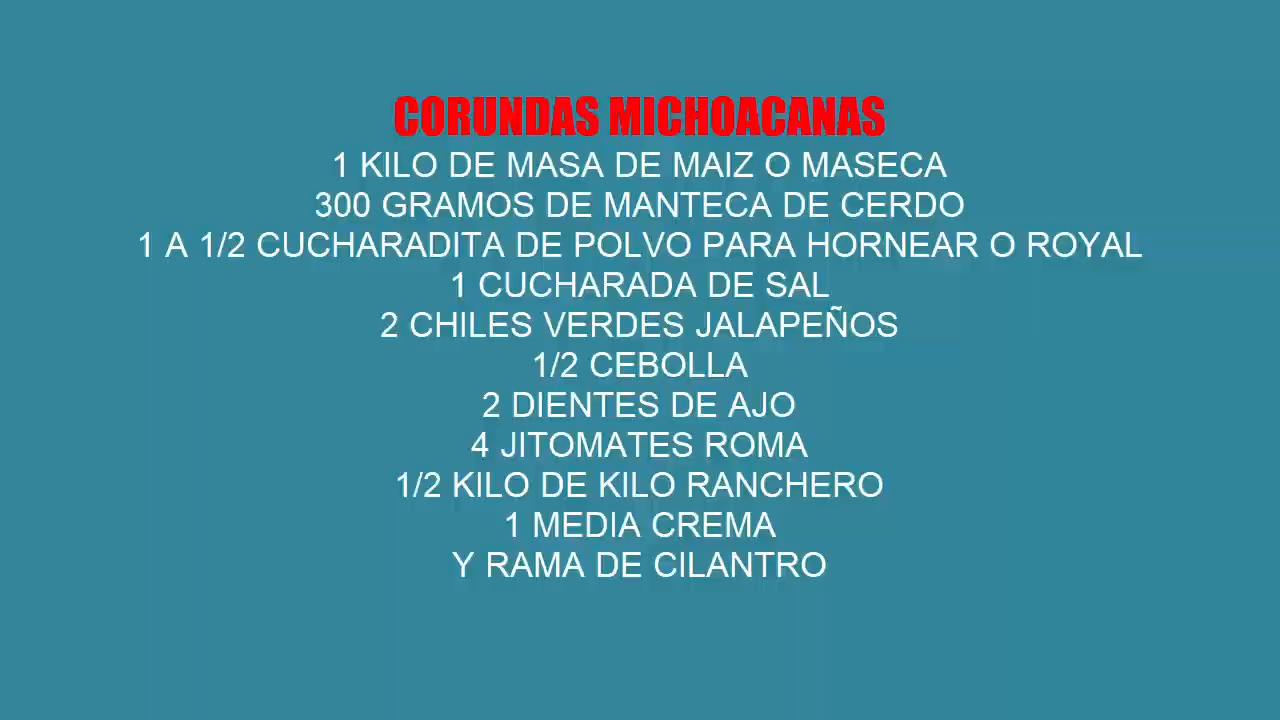 CORUNDAS MICHOACANAS
1 KILO DE MASA DE MAIZ O MASECA
300 GRAMOS DE MANTECA DE CERDO
1 A 1/2 CUCHARADITA DE POLVO PARA HORNEAR O ROYAL
1 CUCHARADA DE SAL
2 CHILES VERDES JALAPEÑOS
1/2 CEBOLLA
2 DIENTES DE AJO
4 JITOMATES ROMA
1/2 KILO DE KILO RANCHERO
1 MEDIA CREMA
Y RAMA DE CILANTRO